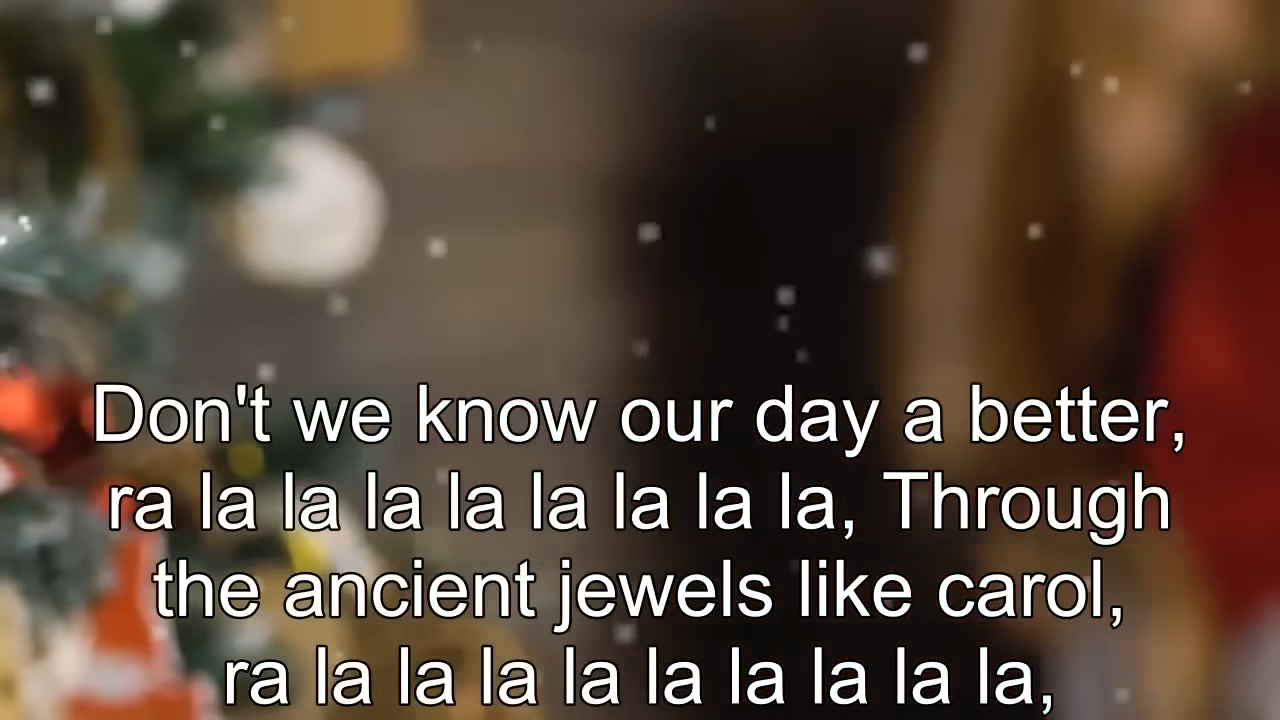 Don't we know our day a better,
ra la la la la la la la la, Through
the ancient jewels like carol,
ra la la la la la la la la la,